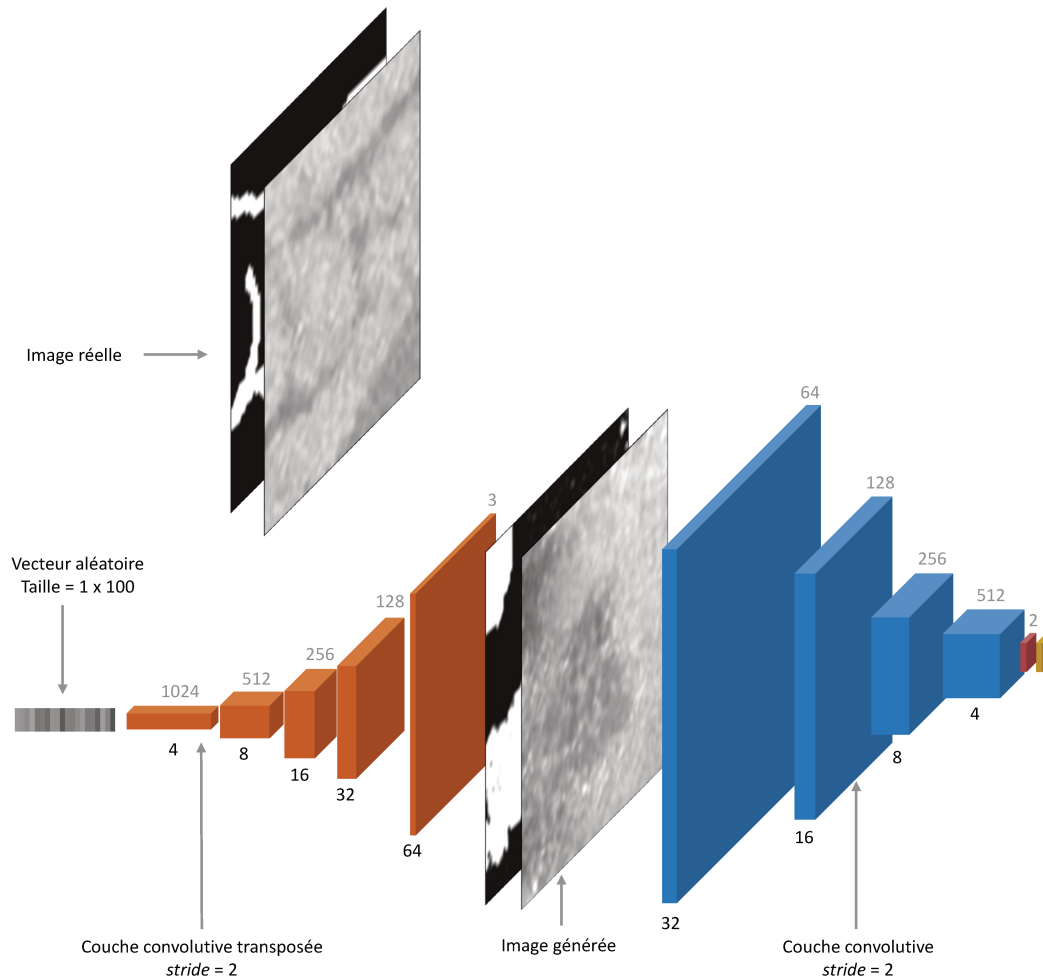 Image réelle
64
128
256
512
2
4
8
16
32
3
Vecteur aléatoire
Taille = 1 x 100
128
256
512
1024
4
8
16
32
64
Couche convolutive transposée
stride = 2
Image générée
Couche convolutive
stride = 2